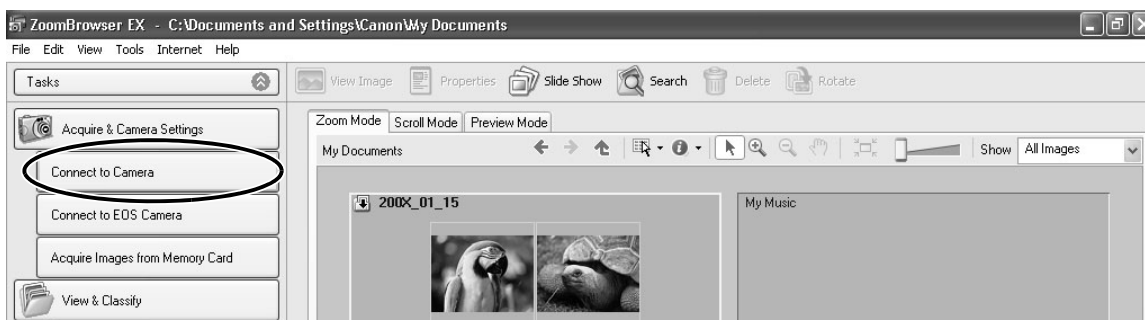 ZoomBrowser EX - C:\Documents and Settings\Canon\My Documents
File Edit View Tools Internet Help
Tasks
View Image Properties Slide Show Search Delete Rotate
Acquire & Camera Settings
Connect to Camera
Connect to EOS Camera
Acquire Images from Memory Card
View & Classify
Zoom Mode Scroll Mode Preview Mode
My Documents Show All Images
200X_01_15
My Music